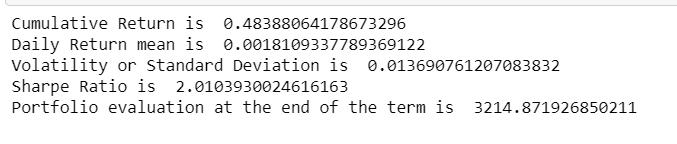 Cumulative Return is  0.48388064178673296
Daily Return mean is  0.0018109337789369122
Volatility or Standard Deviation is  0.013690761207083832
Sharpe Ratio is  2.0103930024616163
Portfolio evaluation at the end of the term is  3214.871926850211